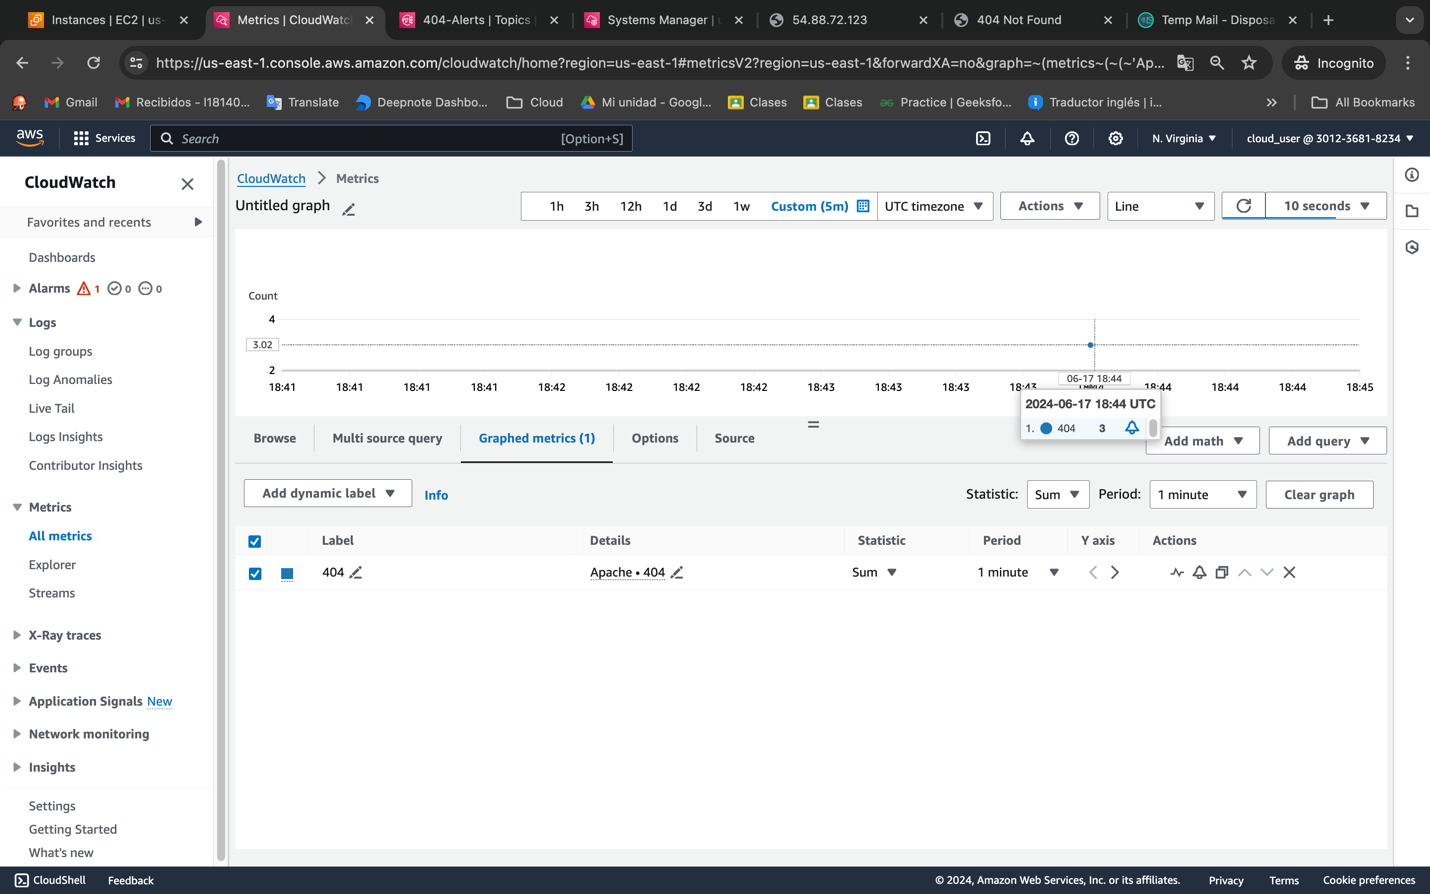 Instances | EC2 | us-
Metrics | CloudWatc
404-Alerts | Topics
Systems Manager |
54.88.72.123
404 Not Found
Temp Mail - Disposa
https://us-east-1.console.aws.amazon.com/cloudwatch/home?region=us-east-1#metricsV2?region=us-east-1&forwardXA=no&graph=~(metrics~(~(~'Ap...
Incognito
Gmail
Recibidos - l18140...
Translate
Deepnote Dashbo...
Cloud
Mi unidad - Googl...
Clases
Clases
Practice | Geeksfo...
Traductor inglés | i...
»
All Bookmarks
aws
Services
Search
[Option+S]
N. Virginia
cloud_user @ 3012-3681-8234
CloudWatch
Favorites and recents
Dashboards
Alarms 1 0 0
Logs
Log groups
Log Anomalies
Live Tail
Logs Insights
Contributor Insights
Metrics
All metrics
Explorer
Streams
X-Ray traces
Events
Application Signals New
Network monitoring
Insights
Settings
Getting Started
What's new
CloudWatch > Metrics
Untitled graph
1h 3h 12h 1d 3d 1w Custom (5m)
UTC timezone
Actions
Line
10 seconds
Count
4
3.02
2
18:41 18:41 18:41 18:41 18:42 18:42 18:42 18:42 18:43 18:43 18:43 18:43 18:44 18:44 18:44 18:45
06-17 18:44
2024-06-17 18:44 UTC
1. 404 3
Browse
Multi source query
Graphed metrics (1)
Options
Source
Add math
Add query
Add dynamic label
Info
Statistic: Sum
Period: 1 minute
Clear graph
Label Details Statistic Period Y axis Actions
404 Apache • 404 Sum 1 minute
CloudShell
Feedback
© 2024, Amazon Web Services, Inc. or its affiliates.
Privacy
Terms
Cookie preferences